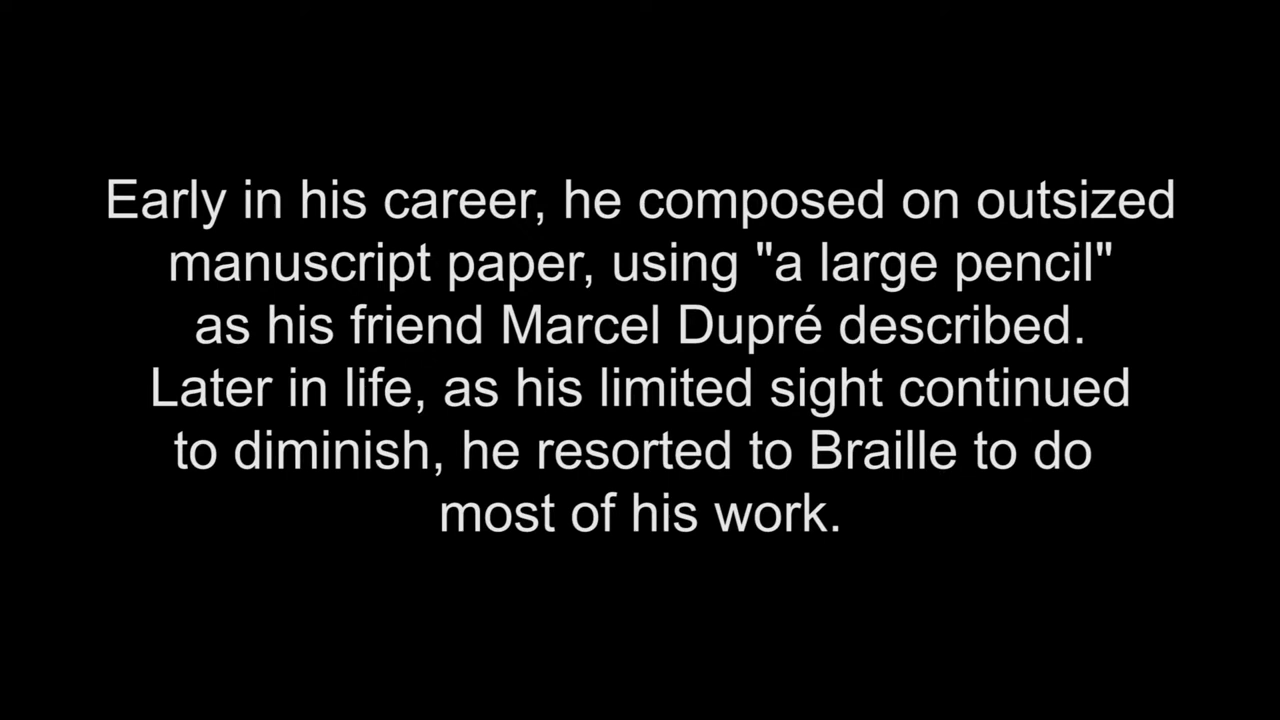 Early in his career, he composed on outsized
manuscript paper, using "a large pencil"
as his friend Marcel Dupré described.
Later in life, as his limited sight continued
to diminish, he resorted to Braille to do
most of his work.